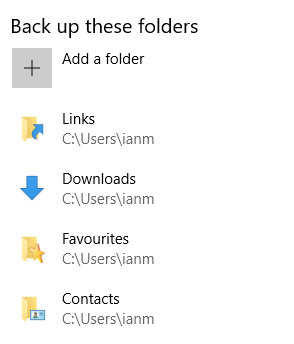 Back up these folders
Add a folder
Links
C:\Users\ianm
Downloads
C:\Users\ianm
Favourites
C:\Users\ianm
Contacts
C:\Users\ianm